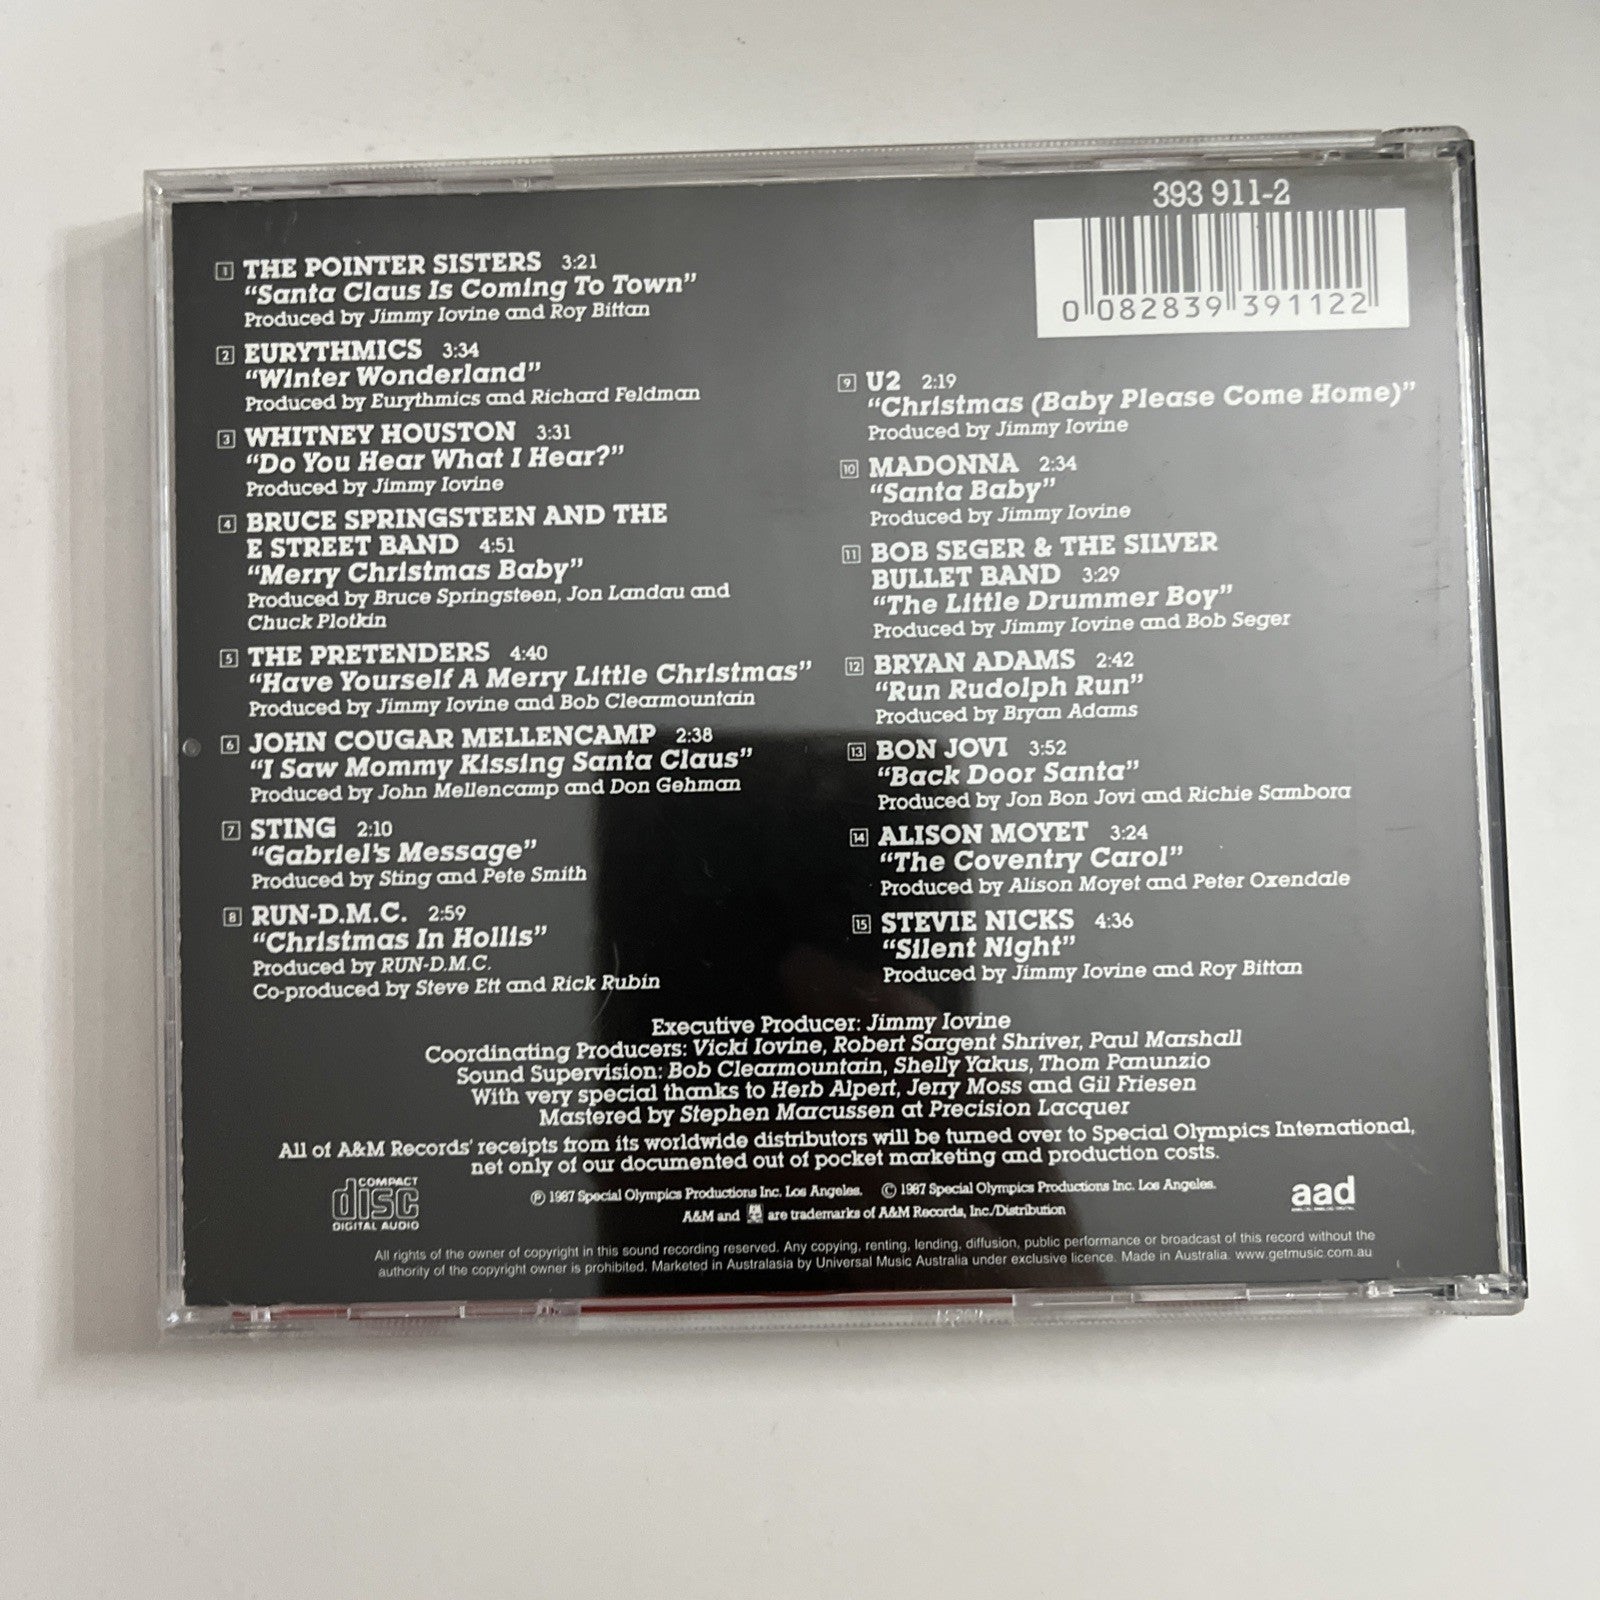 393 911-2
0 082839 391122
1 THE POINTER SISTERS 3:21
"Santa Claus Is Coming To Town"
Produced by Jimmy Iovine and Roy Bittan
2 EURYTHMICS 3:34
"Winter Wonderland"
Produced by Eurythmics and Richard Feldman
3 WHITNEY HOUSTON 3:31
"Do You Hear What I Hear?"
Produced by Jimmy Iovine
4 BRUCE SPRINGSTEEN AND THE
E STREET BAND 4:51
"Merry Christmas Baby"
Produced by Bruce Springsteen, Jon Landau and
Chuck Plotkin
5 THE PRETENDERS 4:40
"Have Yourself A Merry Little Christmas"
Produced by Jimmy Iovine and Bob Clearmountain
6 JOHN COUGAR MELLENCAMP 2:38
"I Saw Mommy Kissing Santa Claus"
Produced by John Mellencamp and Don Gehman
7 STING 2:10
"Gabriel's Message"
Produced by Sting and Pete Smith
8 RUN-D.M.C. 2:59
"Christmas In Hollis"
Produced by RUN-D.M.C.
Co-produced by Steve Ett and Rick Rubin
9 U2 2:19
"Christmas (Baby Please Come Home)"
Produced by Jimmy Iovine
10 MADONNA 2:34
"Santa Baby"
Produced by Jimmy Iovine
11 BOB SEGER & THE SILVER
BULLET BAND 3:29
"The Little Drummer Boy"
Produced by Jimmy Iovine and Bob Seger
12 BRYAN ADAMS 2:42
"Run Rudolph Run"
Produced by Bryan Adams
13 BON JOVI 3:52
"Back Door Santa"
Produced by Jon Bon Jovi and Richie Sambora
14 ALISON MOYET 3:24
"The Coventry Carol"
Produced by Alison Moyet and Peter Oxendale
15 STEVIE NICKS 4:36
"Silent Night"
Produced by Jimmy Iovine and Roy Bittan
Executive Producer: Jimmy Iovine
Coordinating Producers: Vicki Iovine, Robert Sargent Shriver, Paul Marshall
Sound Supervision: Bob Clearmountain, Shelly Yakus, Thom Panunzio
With very special thanks to Herb Alpert, Jerry Moss and Gil Friesen
Mastered by Stephen Marcussen at Precision Lacquer
All of A&M Records' receipts from its worldwide distributors will be turned over to Special Olympics International,
net only of our documented out of pocket marketing and production costs.
COMPACT
disc
DIGITAL AUDIO
℗ 1987 Special Olympics Productions Inc. Los Angeles. © 1987 Special Olympics Productions Inc. Los Angeles.
A&M and are trademarks of A&M Records, Inc./Distribution
aad
All rights of the owner of copyright in this sound recording reserved. Any copying, renting, lending, diffusion, public performance or broadcast of this record without the
authority of the copyright owner is prohibited. Marketed in Australasia by Universal Music Australia under exclusive licence. Made in Australia. www.getmusic.com.au